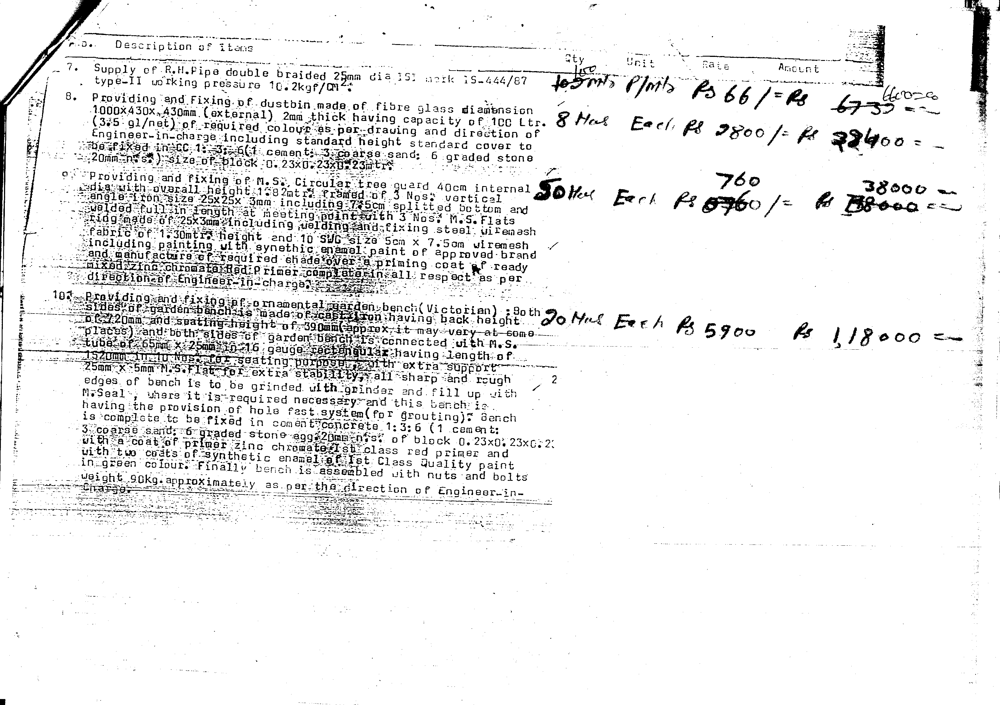 Description of Items Qty Unit Rate Amount
7. Supply of R.H.Pipe double braided 25mm dia ISI mark IS-444/87
type-II working pressure 10.2kgf/CM2.
100 mts P/mts Rs 66/= Rs 6600=00
8. Providing and Fixing of dustbin made of fibre glass diamension
1000x430x 430mm (external) 2mm thick having capacity of 100 Ltr.
(3.5 gl/net) of required colour as per drawing and direction of
Engineer-in-charge including standard height standard cover to
be fixed in CC 1: 3: 6(1 cement: 3 coarse sand: 6 graded stone
20mm n.s.) size of block 0.23x0.23x0.23mtr.
8 Nos Each Rs 2800/= Rs 22400=
9. Providing and fixing of M.S. Circular tree guard 40cm internal
dia with overall height 1.82mtr. framed of 3 Nos. vertical
angle iron size 25x25x 3mm including 7.5cm splitted bottom and
welded full in length at meeting point with 3 Nos. M.S.Flats
ring made of 25x3mm including welding and fixing steel wiremesh
fabric of 1.30mtr. height and 10 SWG size 5cm x 7.5cm wiremesh
including painting with synethic enamel paint of approved brand
and manufacture of required shade over a priming coat of ready
mixed zinc chromate Red Primer complete in all respect as per
direction of Engineer-in-charge.
50 Nos Each Rs 760/= Rs 38000=
10. Providing and fixing of ornamental garden bench(Victorian) :Both
sides of garden bench is made of cast iron having back height
of 720mm and seating height of 390mm(approx, it may very at some
places) and both sides of garden bench is connected with M.S.
tube of 65mm x 25mm in 16 gauge rectengular having length of
1520mm in 10 Nos. for seating purpose , with extra support
25mm x 5mm M.S.Flat for extra stability, all sharp and rough
edges of bench is to be grinded with grinder and fill up with
M.Seal , where it is required necessary and this bench is
having the provision of hole fast system(for grouting). Bench
is complete to be fixed in cement concrete 1:3:6 (1 cement:
3 coarse sand: 6 graded stone agg.20mm n.s. of block 0.23x0.23x0.2
with a coat of primer zinc chromate Ist class red primer and
with two coats of synthetic enamel of Ist Class Quality paint
in green colour. Finally bench is assembled with nuts and bolts
weight 90kg.approximately as per the direction of Engineer-in-
Charge.
20 Nos Each Rs 5900 Rs 1,18000=
2